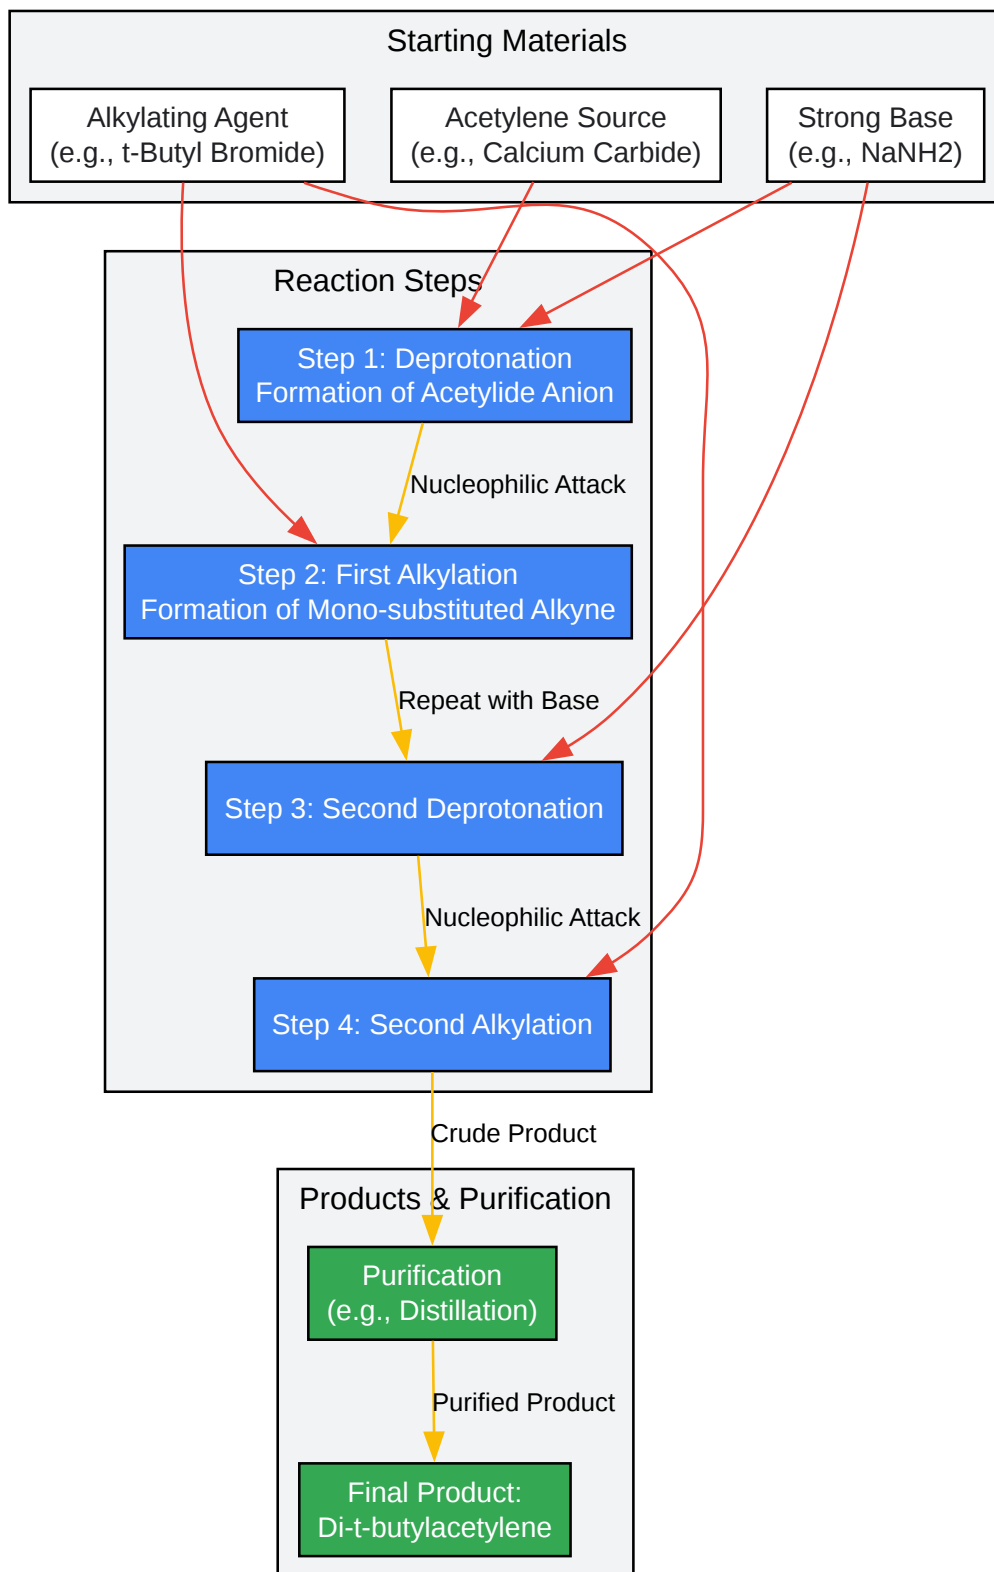 Starting Materials
Alkylating Agent
(e.g., t-Butyl Bromide)
Acetylene Source
(e.g., Calcium Carbide)
Strong Base
(e.g., NaNH2)
Reaction Steps
Step 1: Deprotonation
Formation of Acetylide Anion
Nucleophilic Attack
Step 2: First Alkylation
Formation of Mono-substituted Alkyne
Repeat with Base
Step 3: Second Deprotonation
Nucleophilic Attack
Step 4: Second Alkylation
Crude Product
Products & Purification
Purification
(e.g., Distillation)
Purified Product
Final Product:
Di-t-butylacetylene